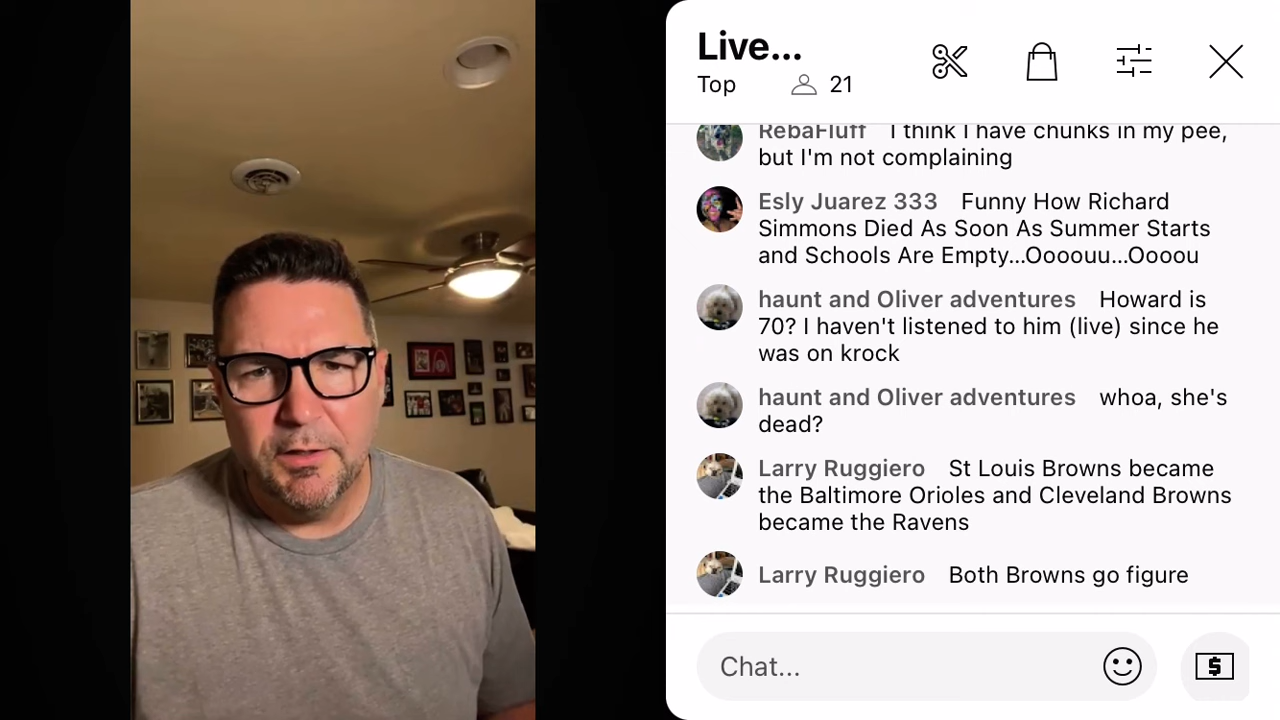 Live...
Top 21
RebaFluff I think I have chunks in my pee,
but I'm not complaining
Esly Juarez 333 Funny How Richard
Simmons Died As Soon As Summer Starts
and Schools Are Empty...Oooouu...Ooooou
haunt and Oliver adventures Howard is
70? I haven't listened to him (live) since he
was on krock
haunt and Oliver adventures whoa, she's
dead?
Larry Ruggiero St Louis Browns became
the Baltimore Orioles and Cleveland Browns
became the Ravens
Larry Ruggiero Both Browns go figure
Chat...
$